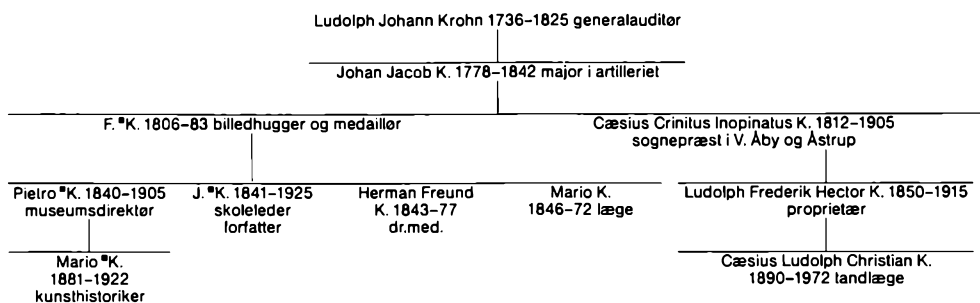 Ludolph Johann Krohn 1736–1825 generalauditør
Johan Jacob K. 1778–1842 major i artilleriet
F. *K. 1806–83 billedhugger og medaillør
Cæsius Crinitus Inopinatus K. 1812–1905
sognepræst i V. Åby og Åstrup
Pietro *K. 1840–1905
museumsdirektør
J. *K. 1841–1925
skoleleder
forfatter
Herman Freund
K. 1843–77
dr.med.
Mario K.
1846–72 læge
Ludolph Frederik Hector K. 1850–1915
proprietær
Mario *K.
1881–1922
kunsthistoriker
Cæsius Ludolph Christian K.
1890–1972 tandlæge